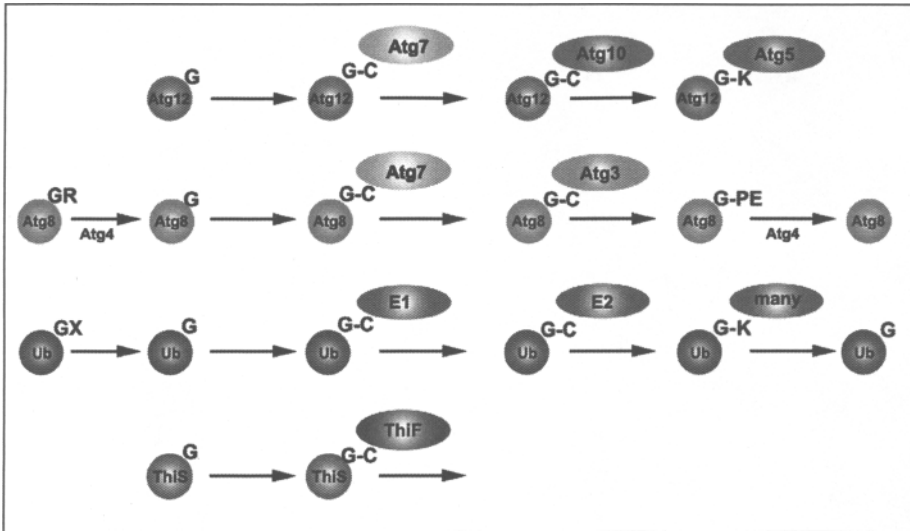 Atg7 Atg10 Atg5
G G-C G-C G-K
Atg12 Atg12 Atg12 Atg12
Atg7 Atg3
GR G G-C G-C G-PE
Atg8 Atg8 Atg8 Atg8 Atg8 Atg8
Atg4 Atg4
E1 E2 many
GX G G-C G-C G-K G
Ub Ub Ub Ub Ub Ub
ThiF
G G-C
ThiS ThiS